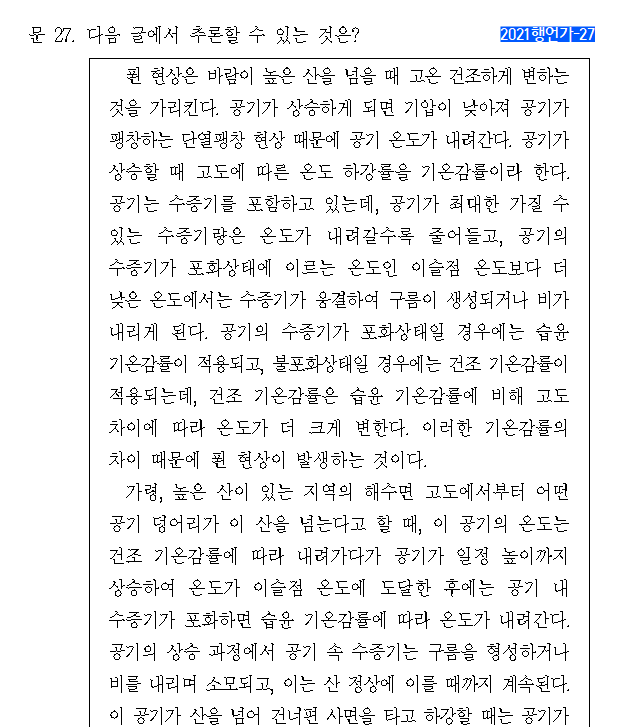 문 27. 다음 글에서 추론할 수 있는 것은?
2021행언가-27
푄 현상은 바람이 높은 산을 넘을 때 고온 건조하게 변하는
것을 가리킨다. 공기가 상승하게 되면 기압이 낮아져 공기가
팽창하는 단열팽창 현상 때문에 공기 온도가 내려간다. 공기가
상승할 때 고도에 따른 온도 하강률을 기온감률이라 한다.
공기는 수증기를 포함하고 있는데, 공기가 최대한 가질 수
있는 수증기량은 온도가 내려갈수록 줄어들고, 공기의
수증기가 포화상태에 이르는 온도인 이슬점 온도보다 더
낮은 온도에서는 수증기가 응결하여 구름이 생성되거나 비가
내리게 된다. 공기의 수증기가 포화상태일 경우에는 습윤
기온감률이 적용되고, 불포화상태일 경우에는 건조 기온감률이
적용되는데, 건조 기온감률은 습윤 기온감률에 비해 고도
차이에 따라 온도가 더 크게 변한다. 이러한 기온감률의
차이 때문에 푄 현상이 발생하는 것이다.
가령, 높은 산이 있는 지역의 해수면 고도에서부터 어떤
공기 덩어리가 이 산을 넘는다고 할 때, 이 공기의 온도는
건조 기온감률에 따라 내려가다가 공기가 일정 높이까지
상승하여 온도가 이슬점 온도에 도달한 후에는 공기 내
수증기가 포화하면 습윤 기온감률에 따라 온도가 내려간다.
공기의 상승 과정에서 공기 속 수증기는 구름을 형성하거나
비를 내리며 소모되고, 이는 산 정상에 이를 때까지 계속된다.
이 공기가 산을 넘어 건너편 사면을 타고 하강할 때는 공기가